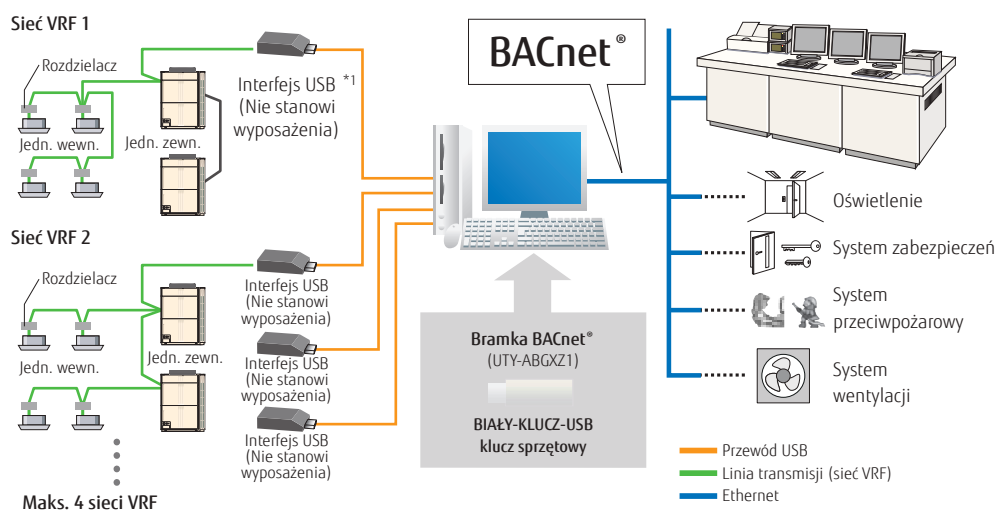 Sieć VRF 1
Rozdzielacz
Jedn. wewn.
Jedn. zewn.
Interfejs USB *1
(Nie stanowi
wyposażenia)
BACnet®
Sieć VRF 2
Rozdzielacz
Jedn. wewn.
Jedn. zewn.
Interfejs USB
(Nie stanowi
wyposażenia)
Interfejs USB
(Nie stanowi
wyposażenia)
Interfejs USB
(Nie stanowi
wyposażenia)
Maks. 4 sieci VRF
Bramka BACnet®
(UTY-ABGXZ1)
BIAŁY-KLUCZ-USB
klucz sprzętowy
Oświetlenie
System zabezpieczeń
System
przeciwpożarowy
System
wentylacji
Przewód USB
Linia transmisji (sieć VRF)
Ethernet